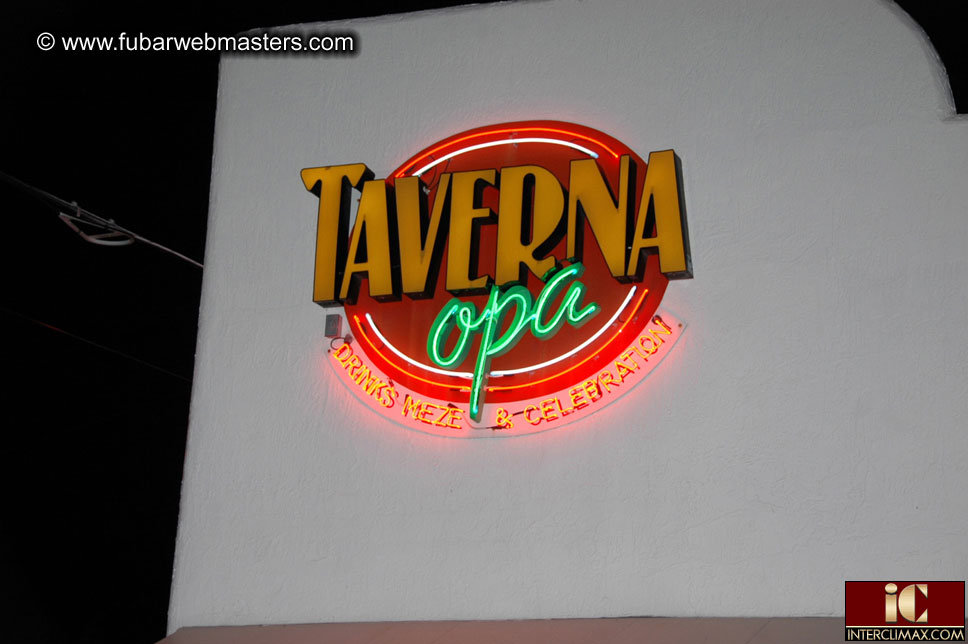 © www.fubarwebmasters.com
TAVERNA
opa
DRINKS MEZE & CELEBRATION
iC
INTERCLIMAX.COM